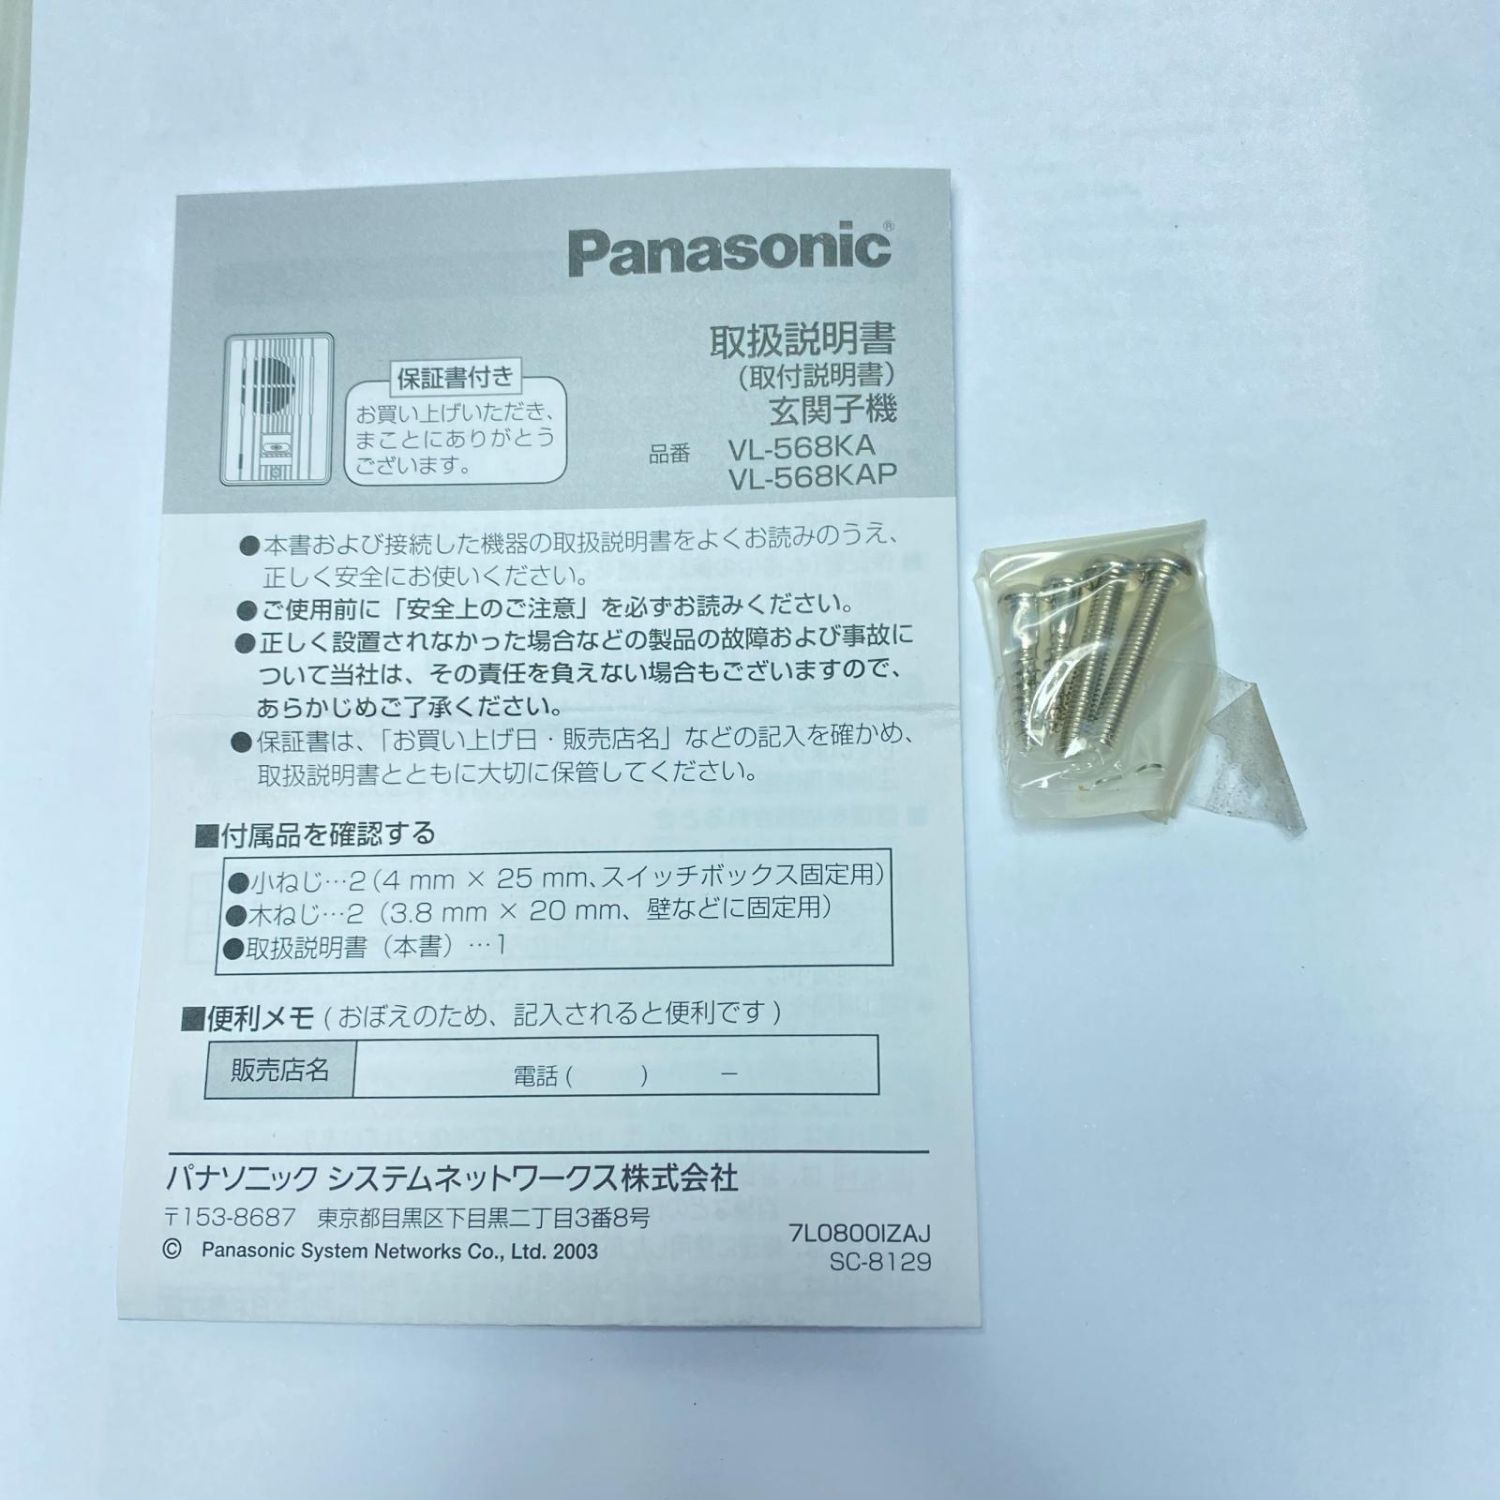 Panasonic®
取扱説明書
(取付説明書)
玄関子機
品番 VL-568KA
VL-568KAP
保証書付き
お買い上げいただき、
まことにありがとう
ございます。
●本書および接続した機器の取扱説明書をよくお読みのうえ、
正しく安全にお使いください。
●ご使用前に「安全上のご注意」を必ずお読みください。
●正しく設置されなかった場合などの製品の故障および事故に
ついて当社は、その責任を負えない場合もございますので、
あらかじめご了承ください。
●保証書は、「お買い上げ日・販売店名」などの記入を確かめ、
取扱説明書とともに大切に保管してください。
■付属品を確認する
●小ねじ…2(4 mm × 25 mm、スイッチボックス固定用)
●木ねじ…2 (3.8 mm × 20 mm、壁などに固定用)
●取扱説明書(本書)…1
■便利メモ(おぼえのため、記入されると便利です)
販売店名 電話( ) －
パナソニック システムネットワークス株式会社
〒153-8687 東京都目黒区下目黒二丁目3番8号
© Panasonic System Networks Co., Ltd. 2003
7L0800IZAJ
SC-8129